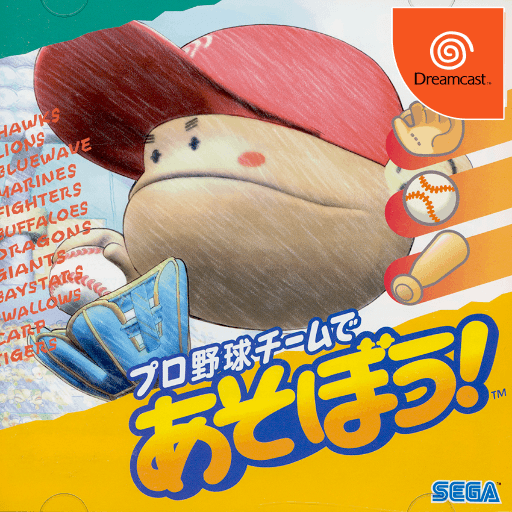 Dreamcast™
HAWKS
LIONS
BLUEWAVE
MARINES
FIGHTERS
BUFFALOES
DRAGONS
GIANTS
BAYSTARS
SWALLOWS
CARP
TIGERS
プロ野球チームで
あそぼう!™
SEGA